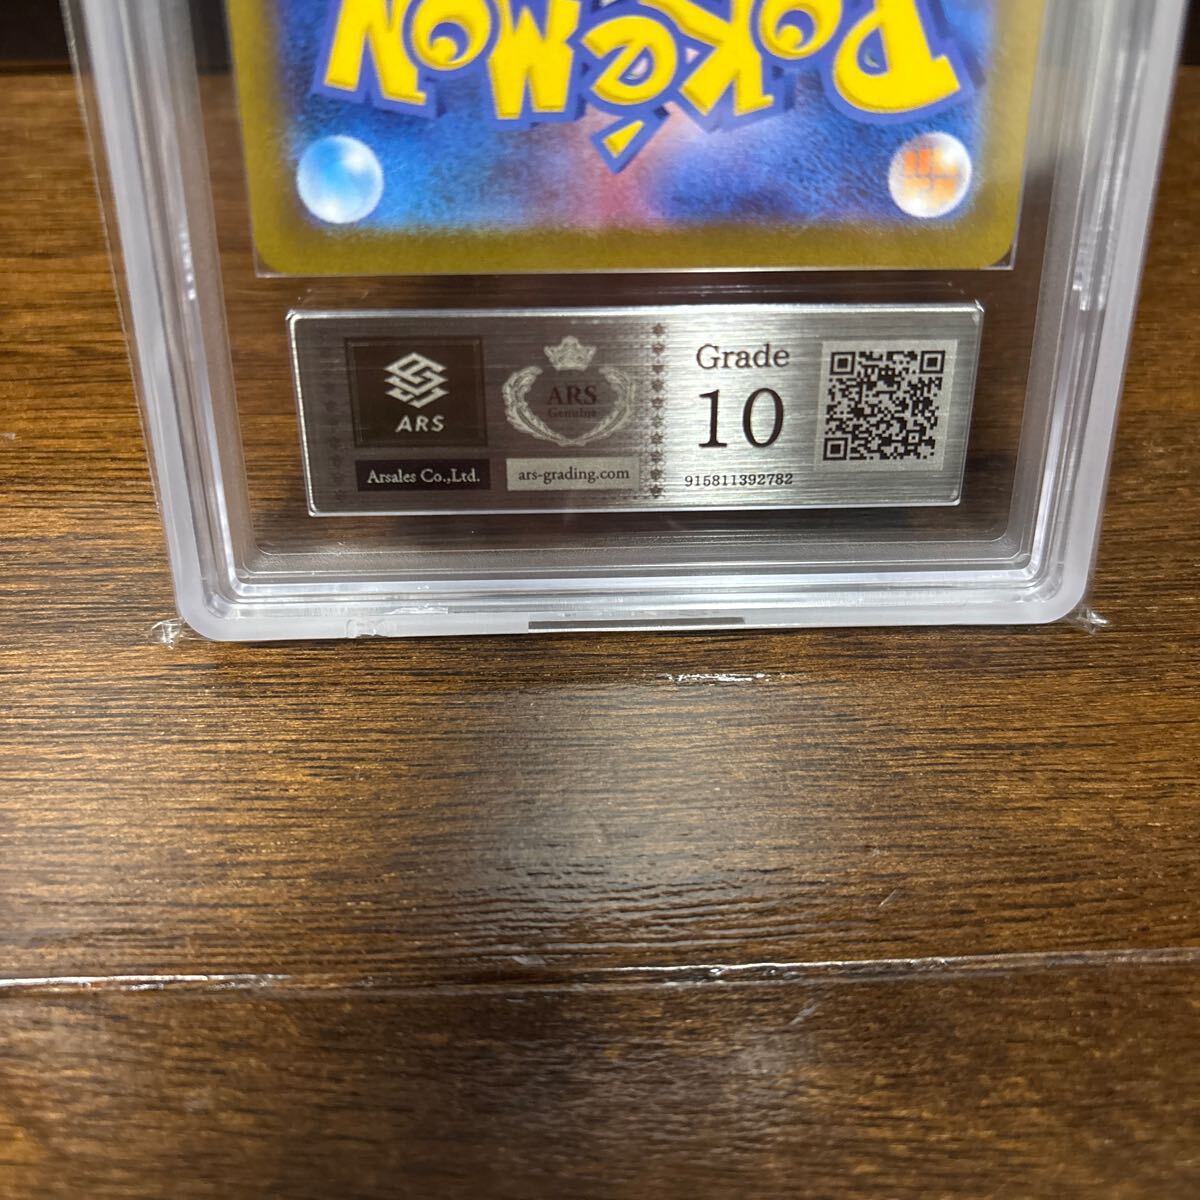 Pokémon
ARS
Arsales Co.,Ltd.
ARS
Genuine
ars-grading.com
Grade
10
915811392782